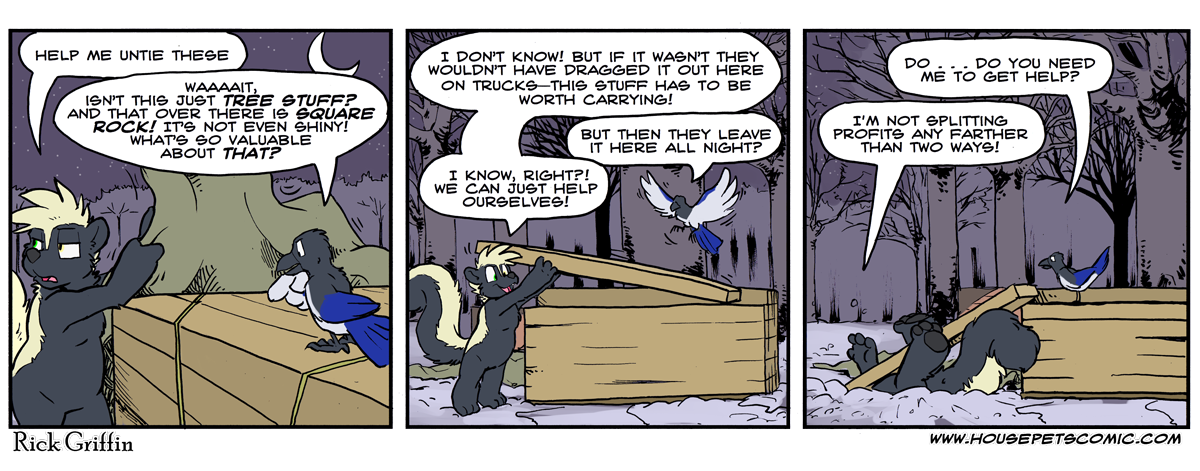 HELP ME UNTIE THESE
WAAAAIT,
ISN'T THIS JUST TREE STUFF?
AND THAT OVER THERE IS SQUARE
ROCK! IT'S NOT EVEN SHINY!
WHAT'S SO VALUABLE
ABOUT THAT?
I DON'T KNOW! BUT IF IT WASN'T THEY
WOULDN'T HAVE DRAGGED IT OUT HERE
ON TRUCKS—THIS STUFF HAS TO BE
WORTH CARRYING!
BUT THEN THEY LEAVE
IT HERE ALL NIGHT?
I KNOW, RIGHT?!
WE CAN JUST HELP
OURSELVES!
DO . . . DO YOU NEED
ME TO GET HELP?
I'M NOT SPLITTING
PROFITS ANY FARTHER
THAN TWO WAYS!
Rick Griffin
WWW.HOUSEPETSCOMIC.COM